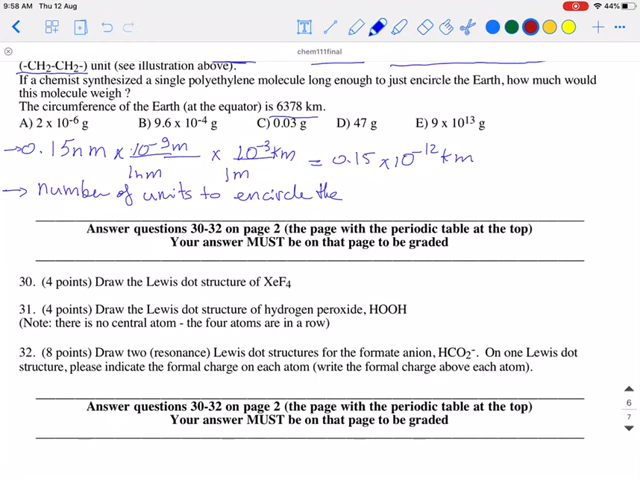 9:58 AM Thu 12 Aug
44%
chem111final
(-CH2-CH2-) unit (see illustration above).
If a chemist synthesized a single polyethylene molecule long enough to just encircle the Earth, how much would
this molecule weigh ?
The circumference of the Earth (at the equator) is 6378 km.
A) 2 x 10⁻⁶ g B) 9.6 x 10⁻⁴ g C) 0.03 g D) 47 g E) 9 x 10¹³ g
→ 0.15nm x 10⁻⁹m/1nm x 10⁻³km/1m = 0.15 x 10⁻¹² km
→ number of units to encircle the
Answer questions 30-32 on page 2 (the page with the periodic table at the top)
Your answer MUST be on that page to be graded
30. (4 points) Draw the Lewis dot structure of XeF4
31. (4 points) Draw the Lewis dot structure of hydrogen peroxide, HOOH
(Note: there is no central atom - the four atoms are in a row)
32. (8 points) Draw two (resonance) Lewis dot structures for the formate anion, HCO2⁻. On one Lewis dot
structure, please indicate the formal charge on each atom (write the formal charge above each atom).
Answer questions 30-32 on page 2 (the page with the periodic table at the top)
Your answer MUST be on that page to be graded
6
7